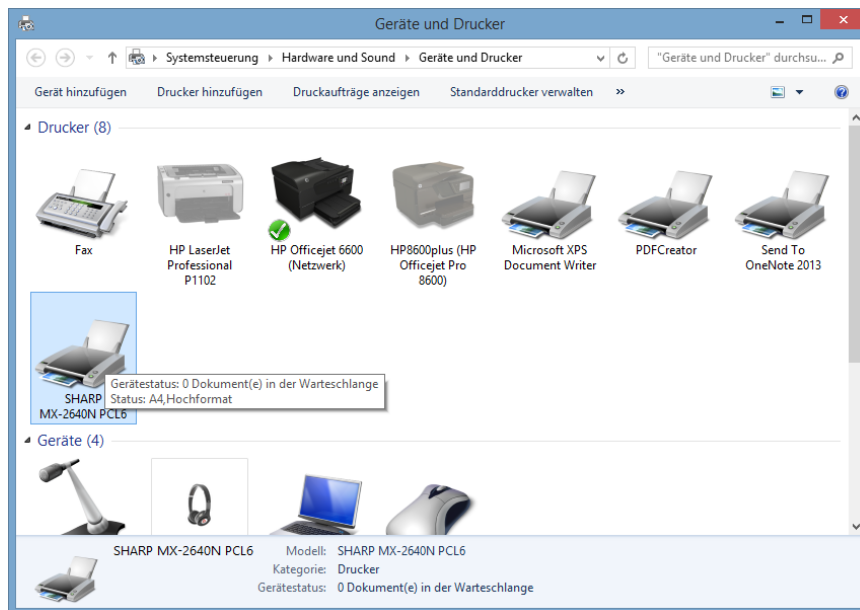 Geräte und Drucker
Systemsteuerung
Hardware und Sound
Geräte und Drucker
"Geräte und Drucker" durchsu...
Gerät hinzufügen
Drucker hinzufügen
Druckaufträge anzeigen
Standarddrucker verwalten
»
Drucker (8)
Fax
HP LaserJet
Professional
P1102
HP Officejet 6600
(Netzwerk)
HP8600plus (HP
Officejet Pro
8600)
Microsoft XPS
Document Writer
PDFCreator
Send To
OneNote 2013
SHARP
MX-2640N PCL6
Gerätestatus: 0 Dokument(e) in der Warteschlange
Status: A4,Hochformat
Geräte (4)
SHARP MX-2640N PCL6
Modell: SHARP MX-2640N PCL6
Kategorie: Drucker
Gerätestatus: 0 Dokument(e) in der Warteschlange